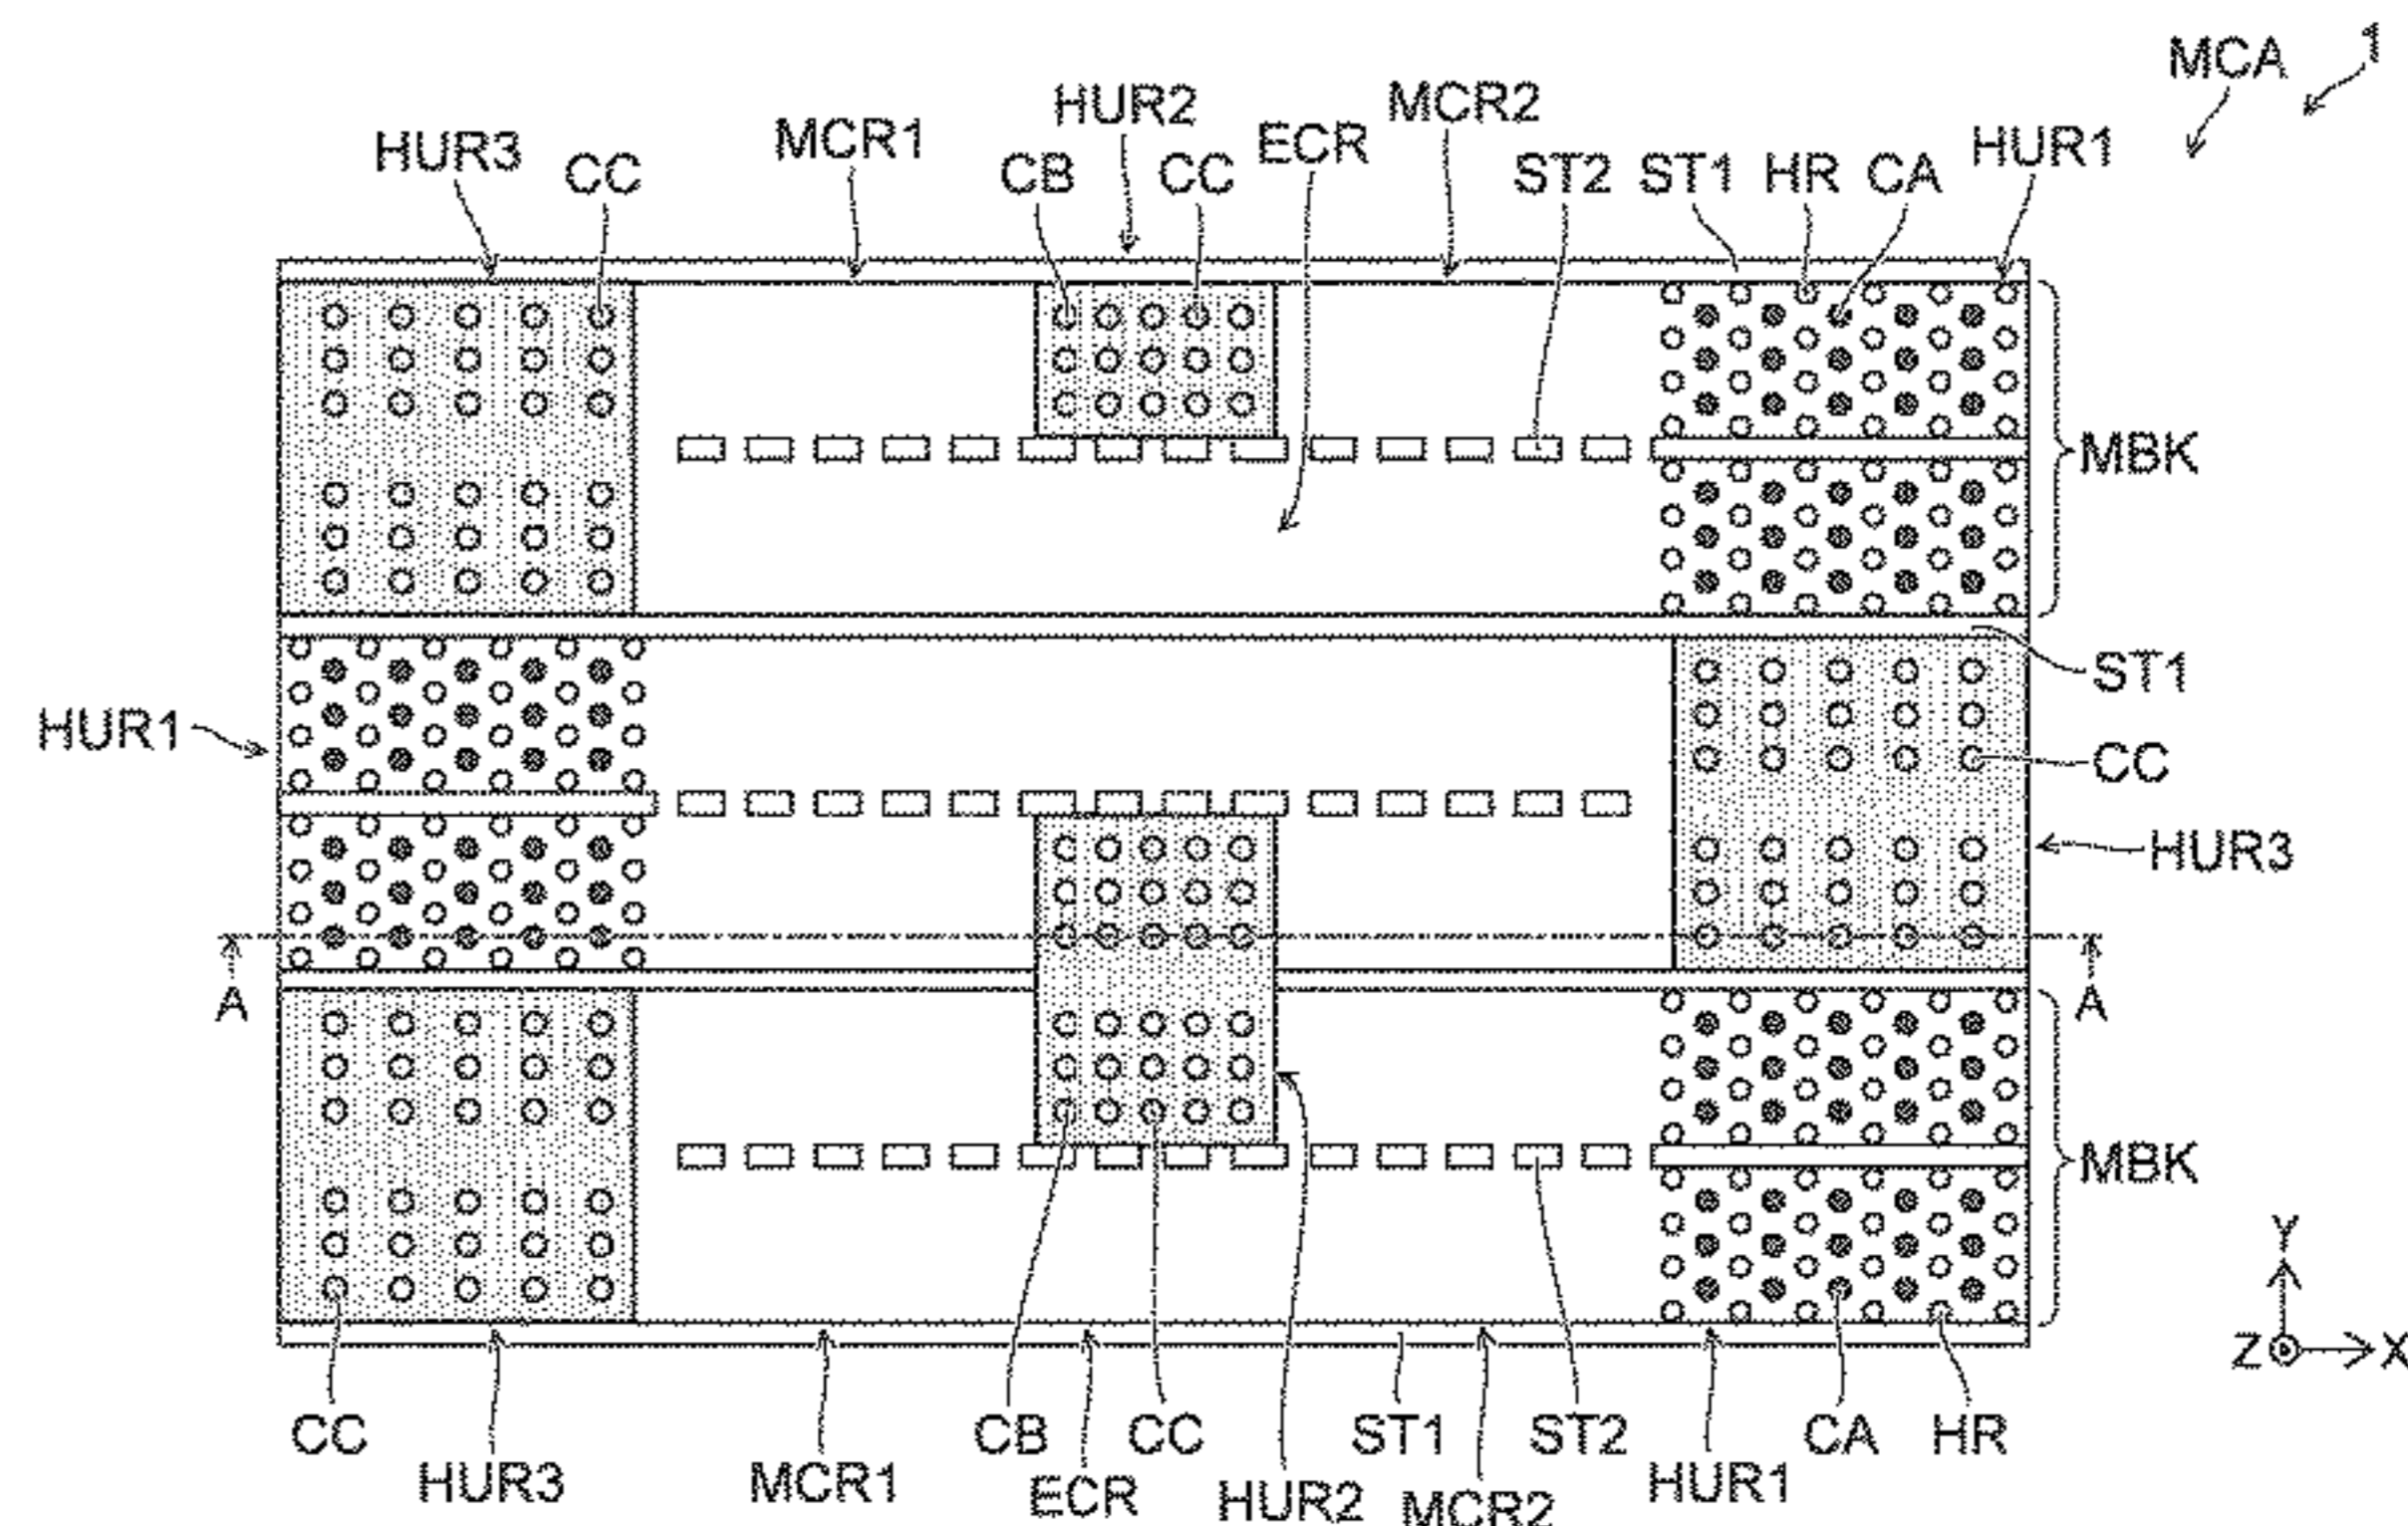 MCA 1
HUR2 MCR2
HUR3 MCR1 ECR HUR1
CC CB CC ST2 ST1 HR CA
MBK
ST1
HUR1 CC
HUR3
A A
MBK
Y
Z X
CC CB CC ST1 ST2 CA HR
HUR3 MCR1 ECR HUR2 MCR2 HUR1